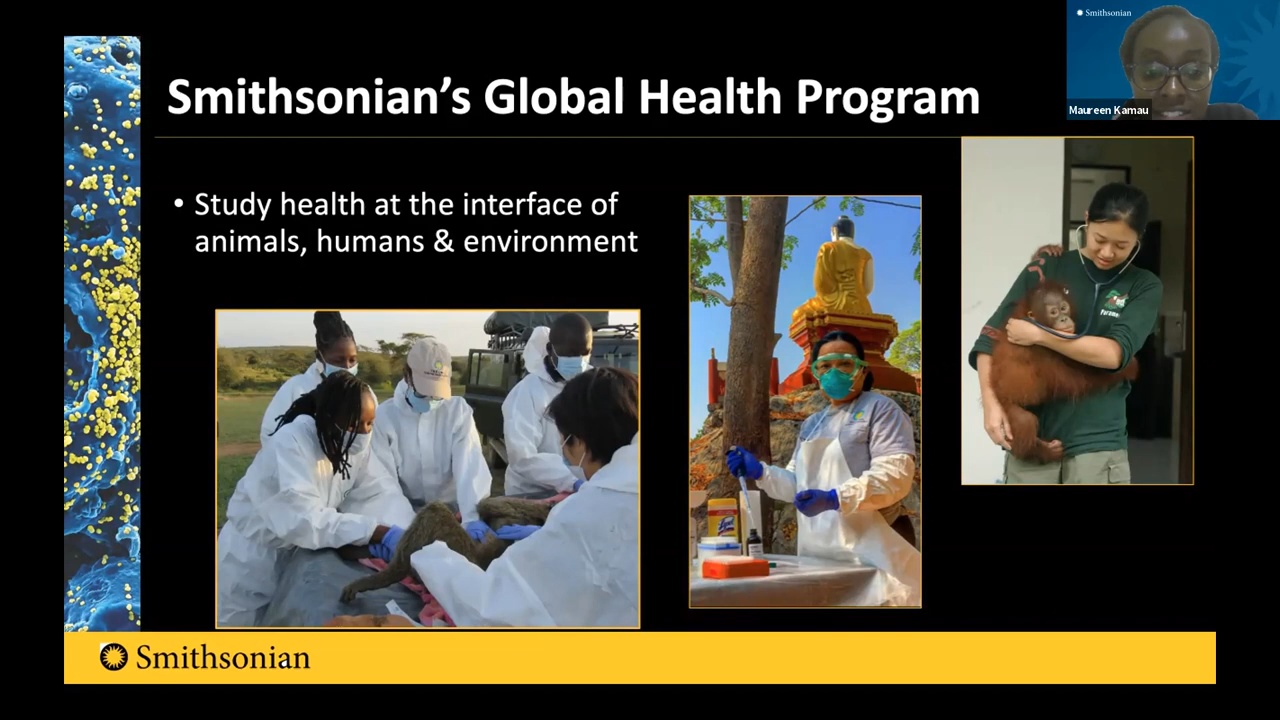 Smithsonian
Maureen Kamau
Smithsonian's Global Health Program
• Study health at the interface of
animals, humans & environment
Smithsonian